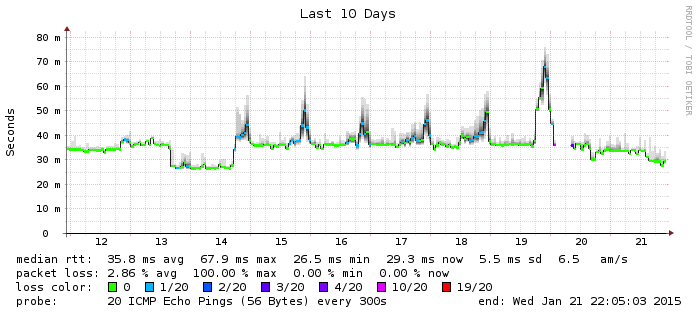 Last 10 Days
RRDTOOL / TOBI OETIKER
Seconds
80 m
70 m
60 m
50 m
40 m
30 m
20 m
10 m
0
12 13 14 15 16 17 18 19 20 21
median rtt: 35.8 ms avg 67.9 ms max 26.5 ms min 29.3 ms now 5.5 ms sd 6.5 am/s
packet loss: 2.86 % avg 100.00 % max 0.00 % min 0.00 % now
loss color: 0 1/20 2/20 3/20 4/20 10/20 19/20
probe: 20 ICMP Echo Pings (56 Bytes) every 300s end: Wed Jan 21 22:05:03 2015